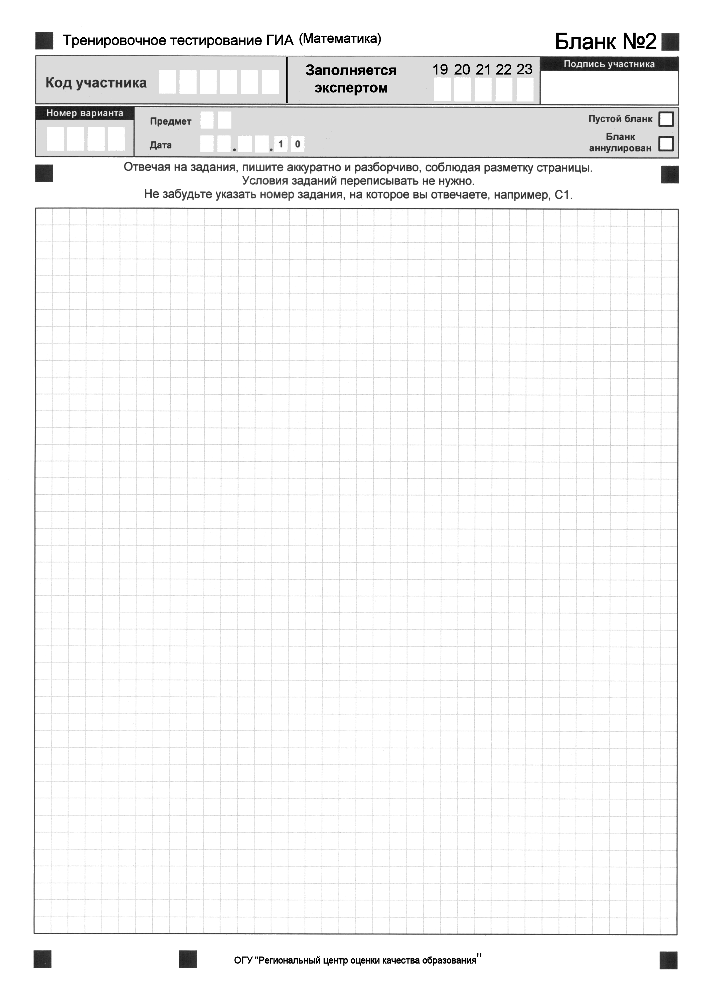 Тренировочное тестирование ГИА (Математика)
Бланк №2
Код участника
Заполняется
экспертом
19 20 21 22 23
Подпись участника
Номер варианта
Предмет
Дата . . 1 0
Пустой бланк
Бланк
аннулирован
Отвечая на задания, пишите аккуратно и разборчиво, соблюдая разметку страницы.
Условия заданий переписывать не нужно.
Не забудьте указать номер задания, на которое вы отвечаете, например, С1.
ОГУ "Региональный центр оценки качества образования"